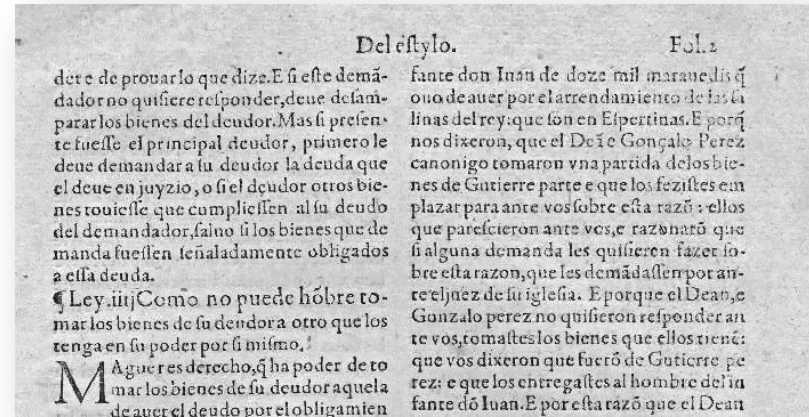 Del estylo.
Fol.2
dere de prouarlo que dize.E si este demã-
dador no quisiere responder,deue desam-
parar los bienes del deudor.Mas si presen-
te fuesse el principal deudor, primero le
deue demandar a su deudor la deuda que
el deue en juyzio, o si el deudor otros bie-
nes touiesse que cumpliessen al su deudo
del demandador,saluo si los bienes que de
manda fuessen señaladamente obligados
a essa deuda.
¶Ley.iiij Como no puede hõbre to-
mar los bienes de su deudor a otro que los
tenga en su poder por si mismo.
MAguer es derecho,q̃ ha poder de to
mar los bienes de su deudor aquel a
de auer el deudo por el obligamien
fante don Iuan de doze mil marauedis q̃
ouo de auer por el arrendamiento de las sa
linas del rey:que son en Espertinas.E porq̃
nos dixeron, que el Deã e Gonçalo Perez
canonigo tomaron vna partida delos bie-
nes de Gutierre parte e que los fezistes em
plazar para ante vos sobre esta razõ : ellos
que parescieron ante vos,e razonarõ que
si alguna demanda les quisieren fazer so-
bre esta razon,que les demãdassen por an-
te el juez de su iglesia. E porque el Dean,e
Gonzalo perez no quisieron responder an
te vos,tomastes los bienes que ellos tienẽ:
que vos dixeron que fuerõ de Gutierre pe
rez: e que los entregastes al hombre del in
fante dõ Iuan.E por esta razõ que el Dean